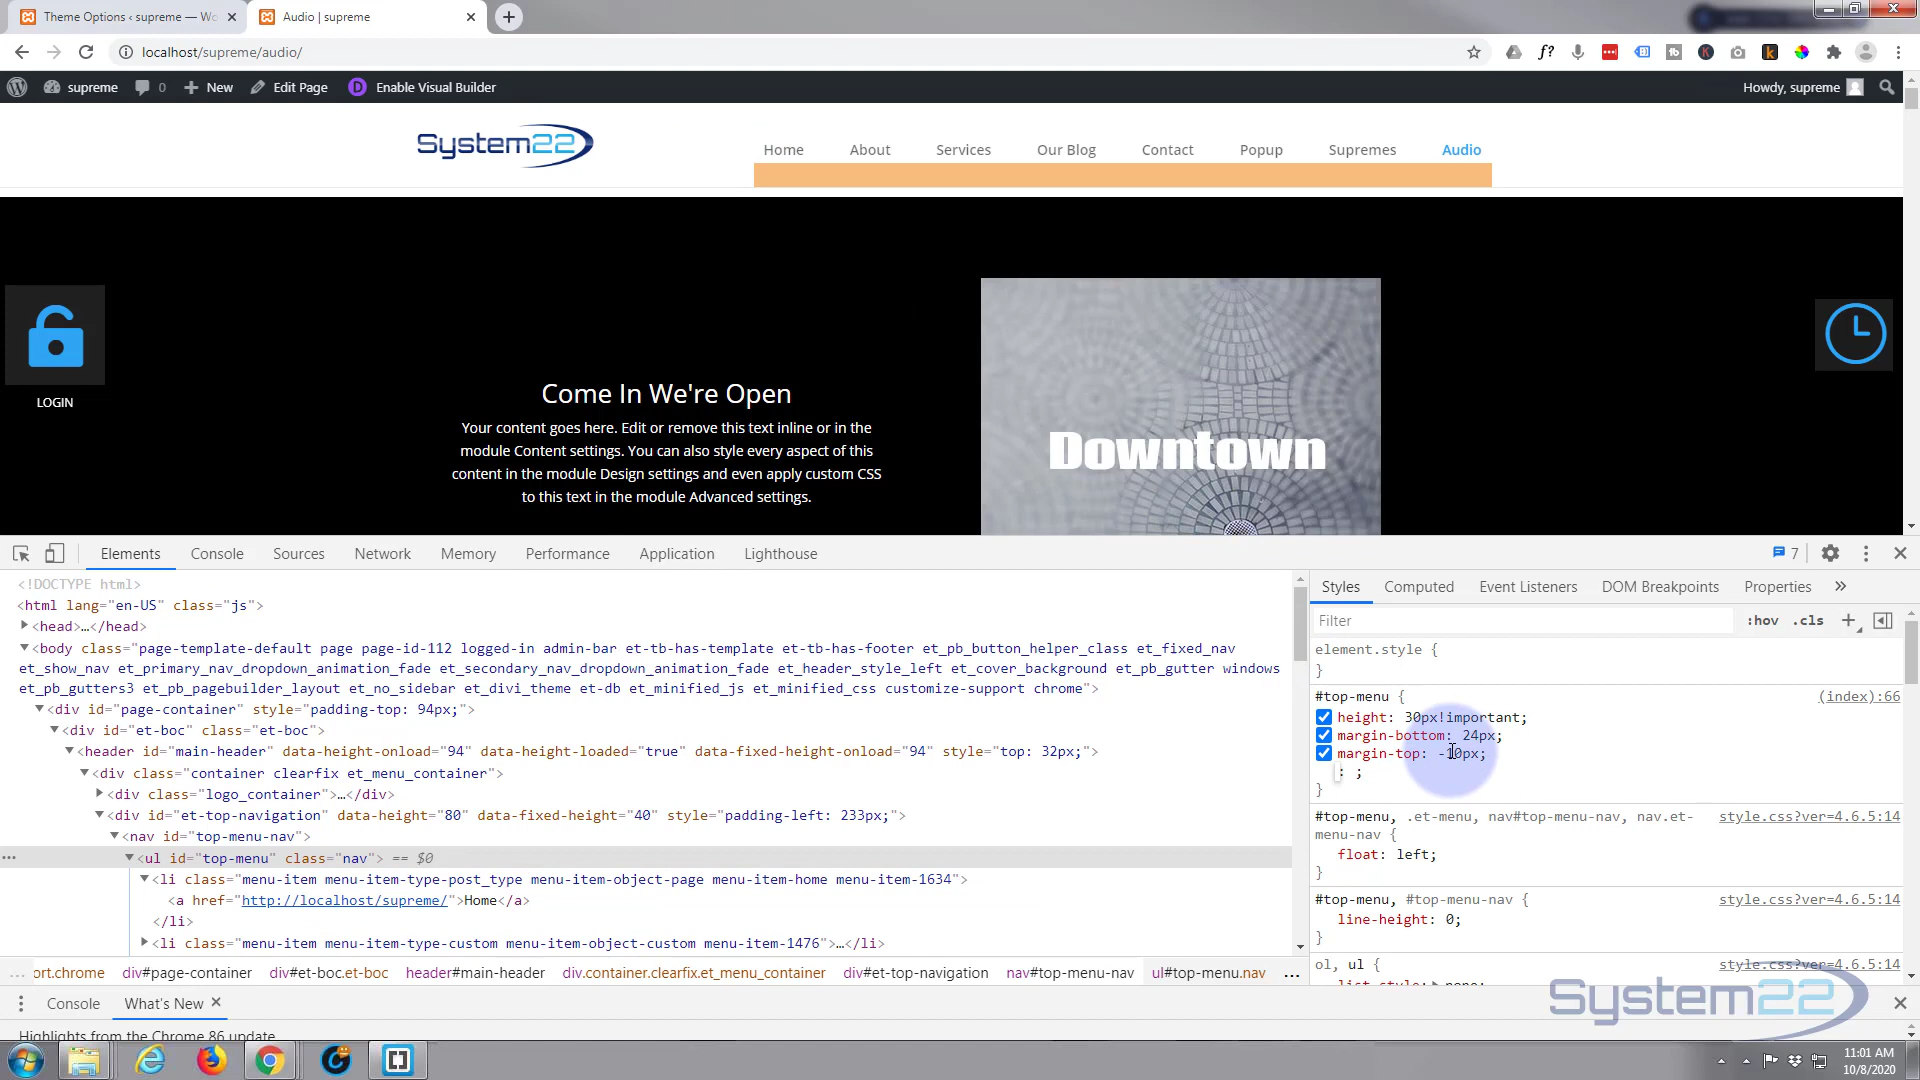 Theme Options ‹ supreme — Wo
Audio | supreme
localhost/supreme/audio/
f?
supreme
0
New
Edit Page
D
Enable Visual Builder
Howdy, supreme
System22
Home
About
Services
Our Blog
Contact
Popup
Supremes
Audio
LOGIN
Come In We're Open
Your content goes here. Edit or remove this text inline or in the
module Content settings. You can also style every aspect of this
content in the module Design settings and even apply custom CSS
to this text in the module Advanced settings.
Downtown
Elements
Console
Sources
Network
Memory
Performance
Application
Lighthouse
7
<!DOCTYPE html>
<html lang="en-US" class="js">
<head>…</head>
<body class="page-template-default page page-id-112 logged-in admin-bar et-tb-has-template et-tb-has-footer et_pb_button_helper_class et_fixed_nav
et_show_nav et_primary_nav_dropdown_animation_fade et_secondary_nav_dropdown_animation_fade et_header_style_left et_cover_background et_pb_gutter windows
et_pb_gutters3 et_pb_pagebuilder_layout et_no_sidebar et_divi_theme et-db et_minified_js et_minified_css customize-support chrome">
<div id="page-container" style="padding-top: 94px;">
<div id="et-boc" class="et-boc">
<header id="main-header" data-height-onload="94" data-height-loaded="true" data-fixed-height-onload="94" style="top: 32px;">
<div class="container clearfix et_menu_container">
<div class="logo_container">…</div>
<div id="et-top-navigation" data-height="80" data-fixed-height="40" style="padding-left: 233px;">
<nav id="top-menu-nav">
<ul id="top-menu" class="nav"> == $0
<li class="menu-item menu-item-type-post_type menu-item-object-page menu-item-home menu-item-1634">
<a href="http://localhost/supreme/">Home</a>
</li>
<li class="menu-item menu-item-type-custom menu-item-object-custom menu-item-1476">…</li>
... ort.chrome div#page-container div#et-boc.et-boc header#main-header div.container.clearfix.et_menu_container div#et-top-navigation nav#top-menu-nav ul#top-menu.nav ...
Styles
Computed
Event Listeners
DOM Breakpoints
Properties
»
Filter
:hov .cls
element.style {
}
#top-menu {
(index):66
height: 30px!important;
margin-bottom: 24px;
margin-top: -10px;
: ;
}
#top-menu, .et-menu, nav#top-menu-nav, nav.et-
menu-nav {
style.css?ver=4.6.5:14
float: left;
}
#top-menu, #top-menu-nav {
style.css?ver=4.6.5:14
line-height: 0;
}
ol, ul {
style.css?ver=4.6.5:14
Console
What's New
Highlights from the Chrome 86 update
System22
11:01 AM
10/8/2020